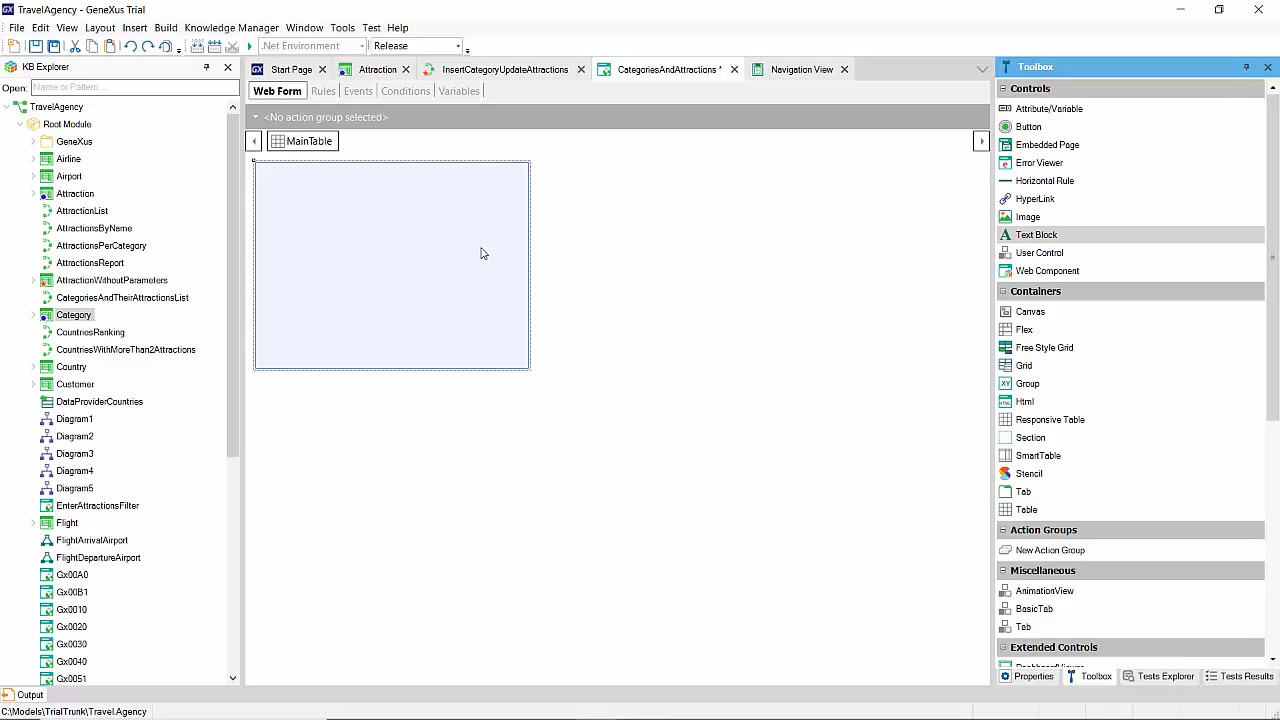 TravelAgency - GeneXus Trial
File Edit View Layout Insert Build Knowledge Manager Window Tools Test Help
.Net Environment Release
KB Explorer
Open: Name or Pattern...
TravelAgency
Root Module
GeneXus
Airline
Airport
Attraction
AttractionList
AttractionsByName
AttractionsPerCategory
AttractionsReport
AttractionWithoutParameters
CategoriesAndTheirAttractionsList
Category
CountriesRanking
CountriesWithMoreThan2Attractions
Country
Customer
DataProviderCountries
Diagram1
Diagram2
Diagram3
Diagram4
Diagram5
EnterAttractionsFilter
Flight
FlightArrivalAirport
FlightDepartureAirport
Gx00A0
Gx00B1
Gx0010
Gx0020
Gx0030
Gx0040
Gx0051
Start Page Attraction InsertCategoryUpdateAttractions CategoriesAndAttractions * Navigation View
Web Form Rules Events Conditions Variables
<No action group selected>
MainTable
Toolbox
Controls
Attribute/Variable
Button
Embedded Page
Error Viewer
Horizontal Rule
HyperLink
Image
Text Block
User Control
Web Component
Containers
Canvas
Flex
Free Style Grid
Grid
Group
Html
Responsive Table
Section
SmartTable
Stencil
Tab
Table
Action Groups
New Action Group
Miscellaneous
AnimationView
BasicTab
Tab
Extended Controls
Properties Toolbox Tests Explorer Tests Results
Output
C:\Models\TrialTrunk\Travel.Agency